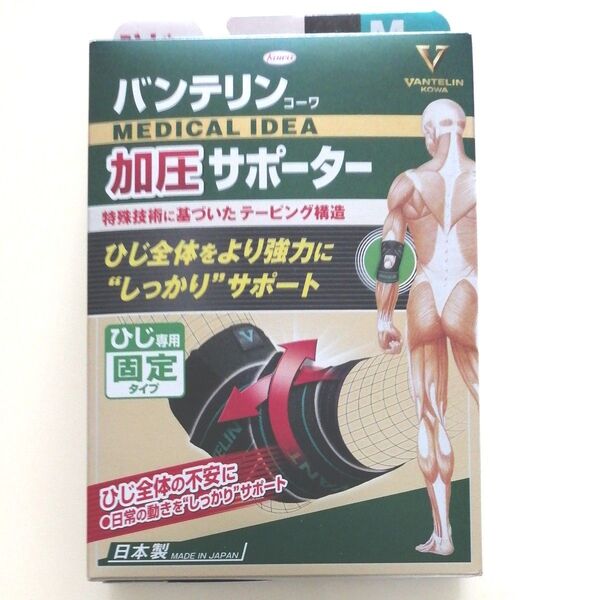 M
Kowa
バンテリンコーワ
VANTELIN
KOWA
MEDICAL IDEA
加圧サポーター
特殊技術に基づいた テーピング構造
ひじ全体をより強力に
“しっかり”サポート
ひじ専用
固定
タイプ
VANTELIN
ひじ全体の不安に
●日常の動きを“しっかり”サポート
日本製 MADE IN JAPAN